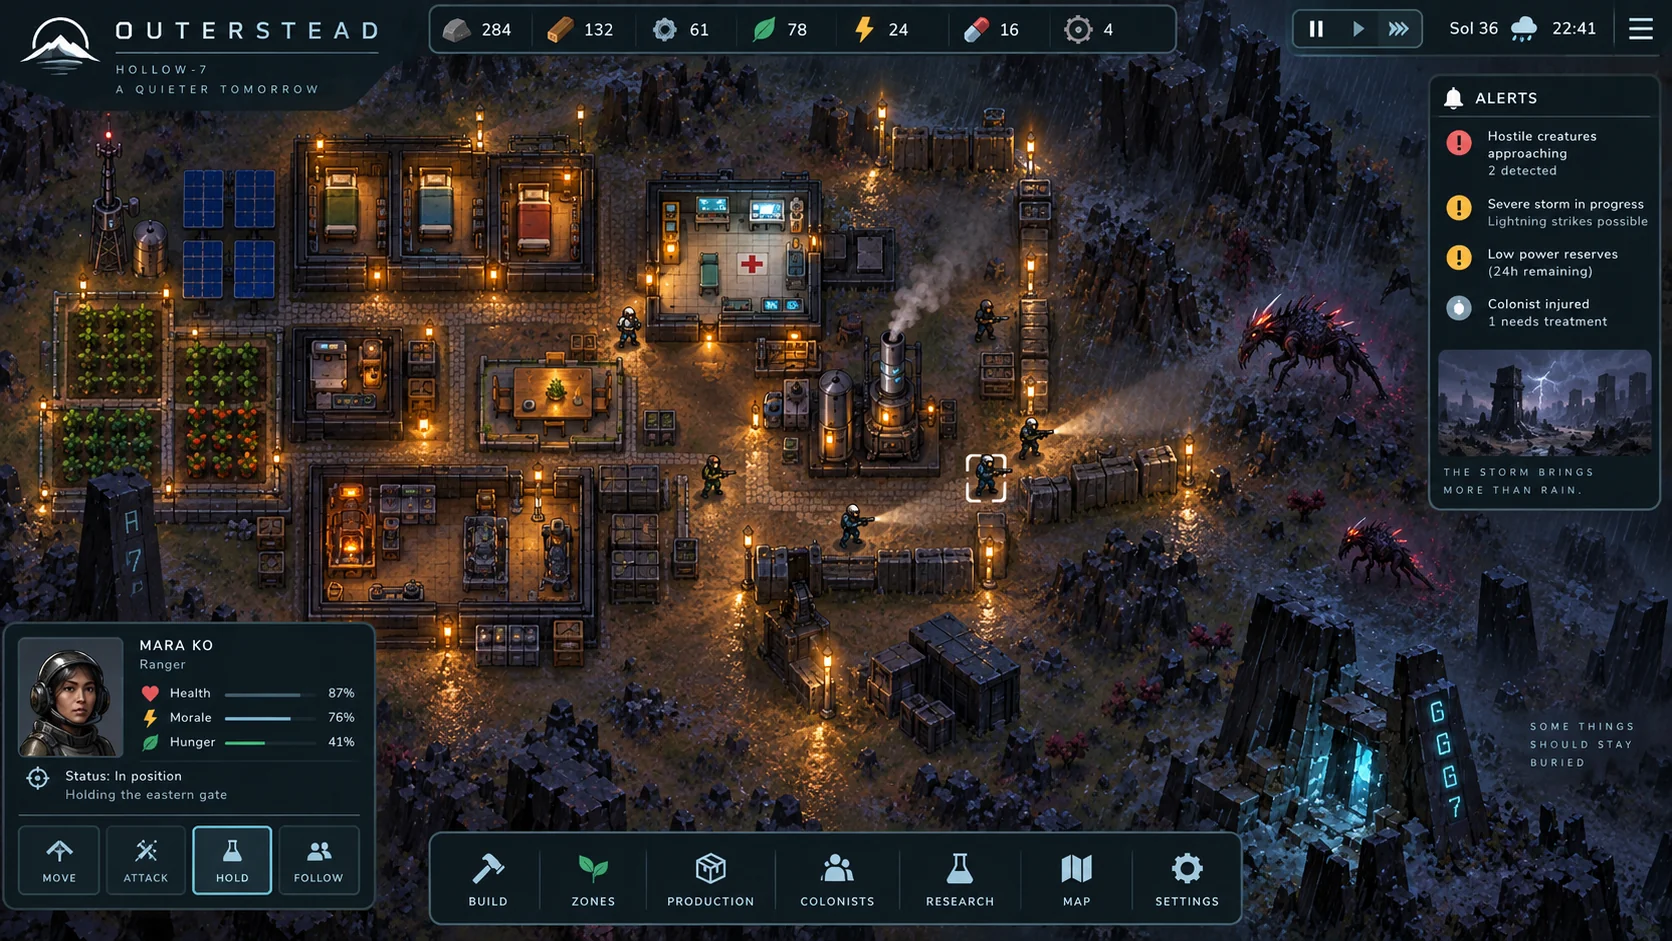 OUTERSTEAD
HOLLOW-7
A QUIETER TOMORROW
284
132
61
78
24
16
4
Sol 36
22:41
ALERTS
Hostile creatures
approaching
2 detected
Severe storm in progress
Lightning strikes possible
Low power reserves
(24h remaining)
Colonist injured
1 needs treatment
THE STORM BRINGS
MORE THAN RAIN.
A
7
G
G
G
7
SOME THINGS
SHOULD STAY
BURIED
MARA KO
Ranger
Health 87%
Morale 76%
Hunger 41%
Status: In position
Holding the eastern gate
MOVE
ATTACK
HOLD
FOLLOW
BUILD
ZONES
PRODUCTION
COLONISTS
RESEARCH
MAP
SETTINGS